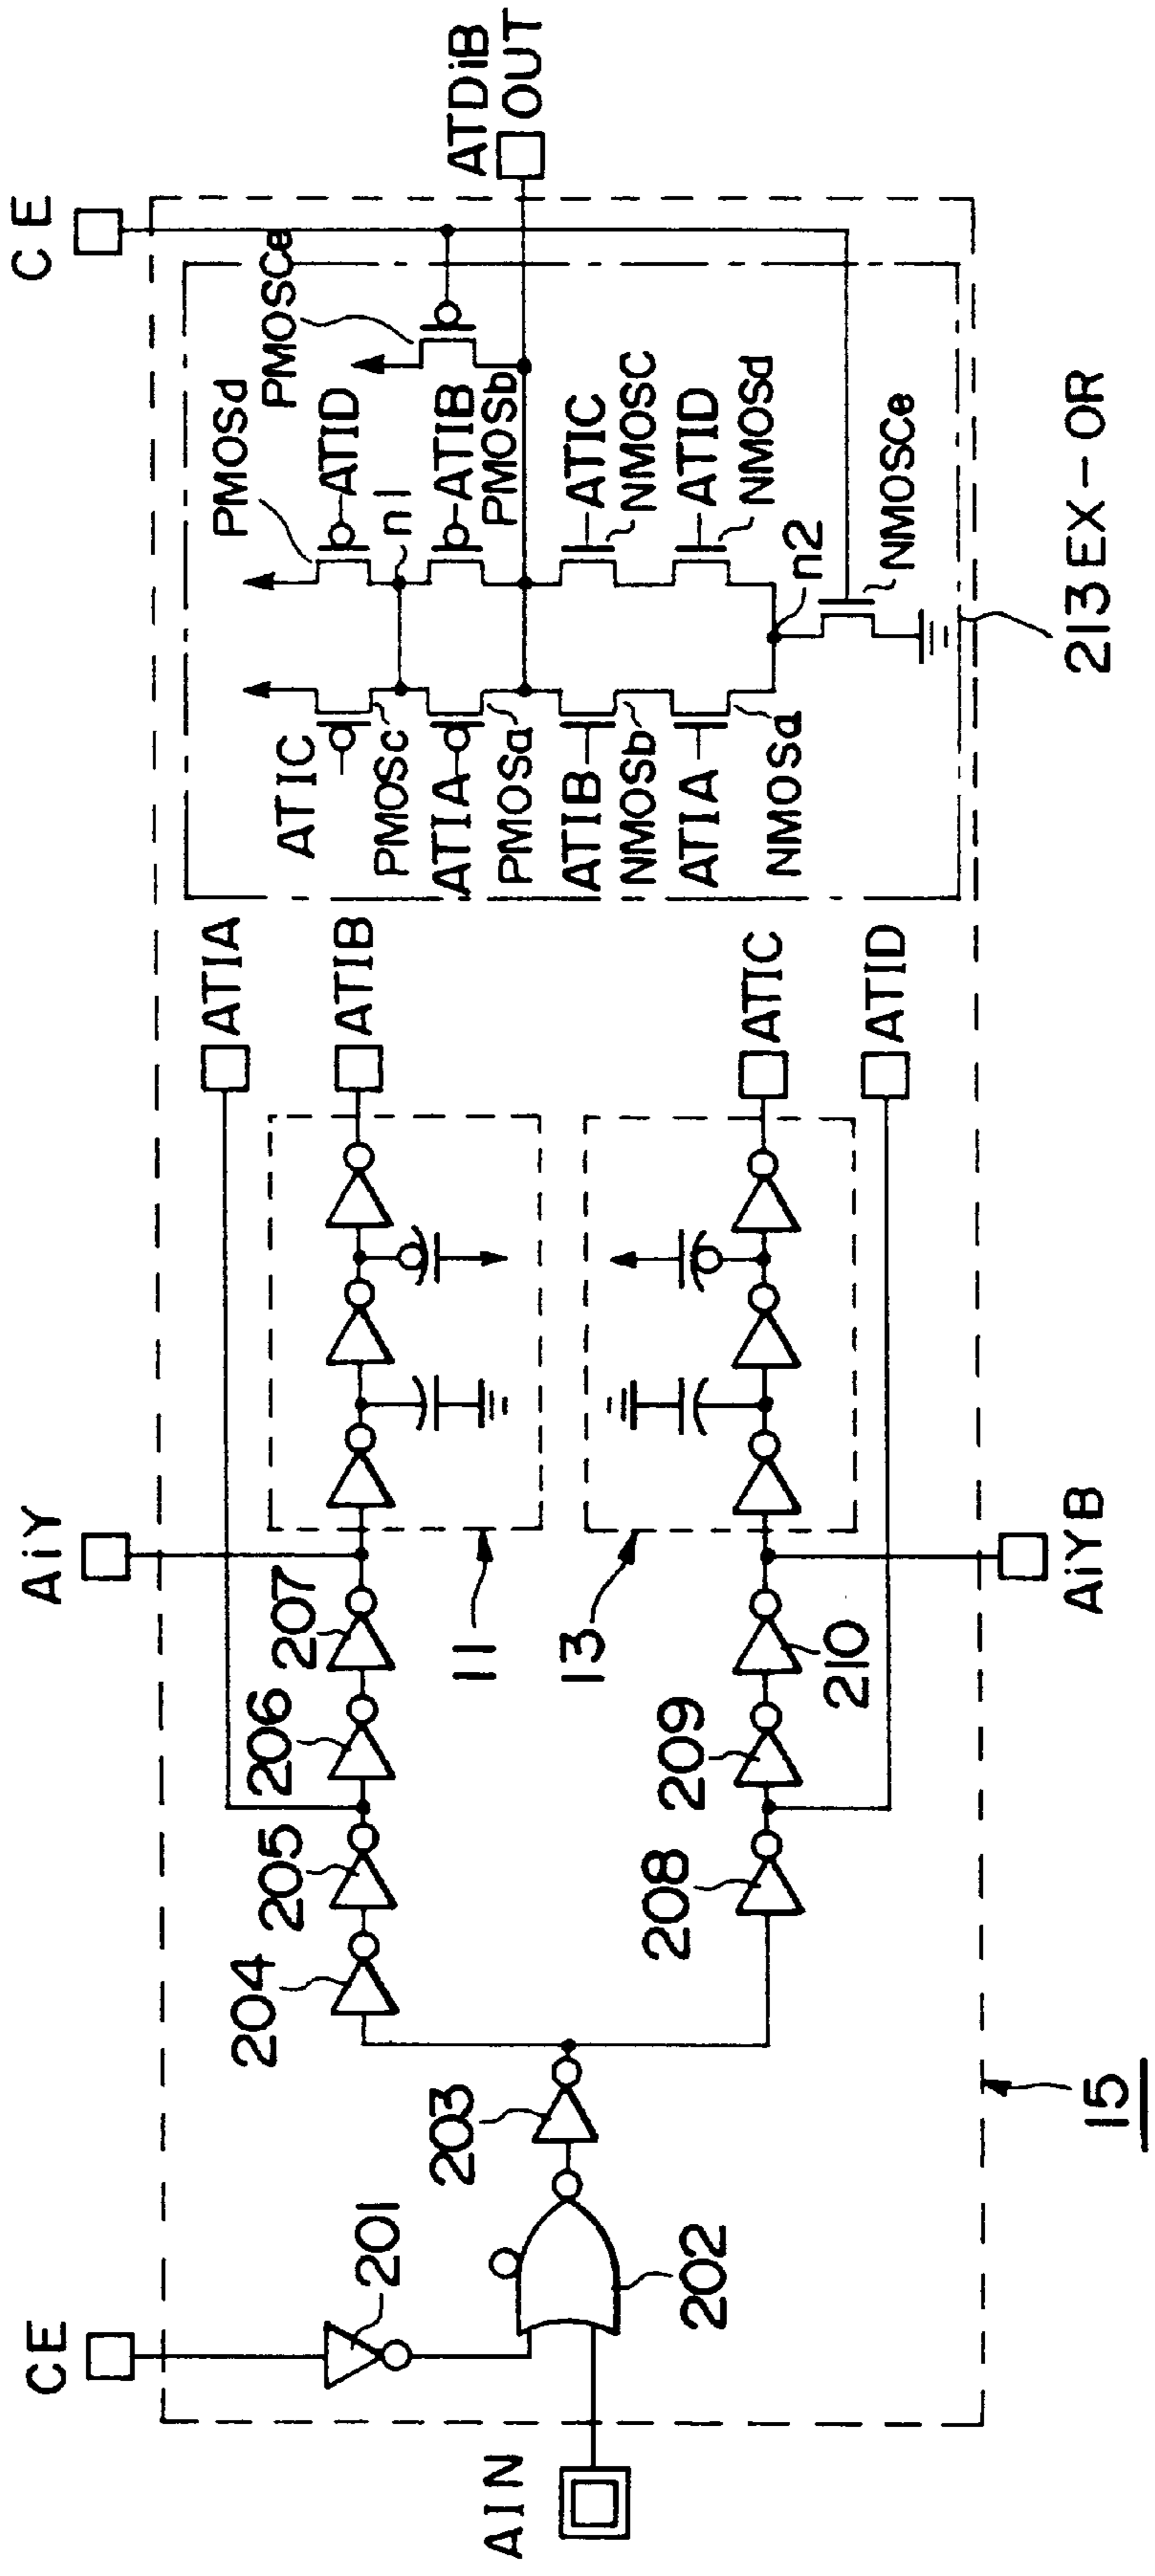 CE
AIN
201
202
203
204
205
206
207
AiY
208
209
210
AiYB
11
13
15
ATIA
ATIB
ATIC
ATID
CE
PMOSd
PMOSCe
ATIC
ATID
PMOSc
n1
ATIA
ATIB
PMOSa
PMOSb
ATDiB
OUT
ATIB
ATIC
NMOSb
NMOSC
ATIA
ATID
NMOSa
NMOSd
n2
NMOSCe
213EX-OR